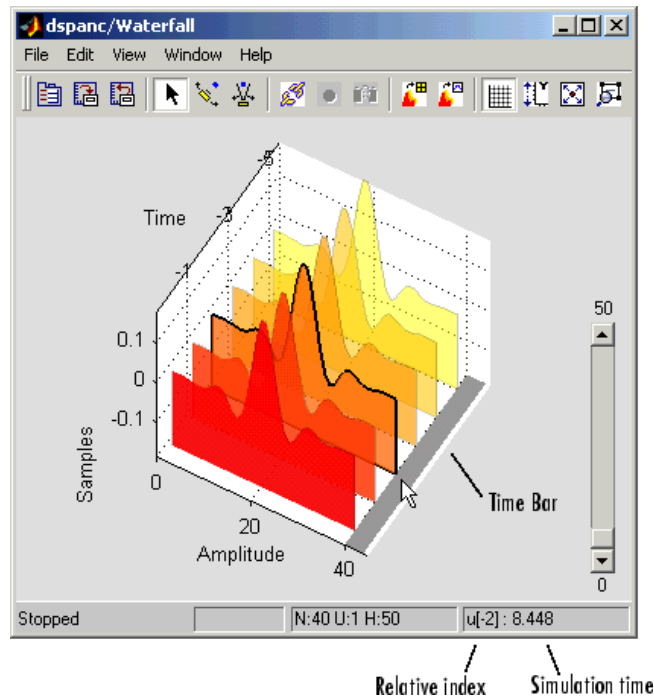 dspanc/Waterfall
File Edit View Window Help
-5
Time
-3
-1
50
0.1
0
-0.1
Samples
0
20
Amplitude
40
Time Bar
0
Stopped
N:40 U:1 H:50
u[-2] : 8.448
Relative index
Simulation time